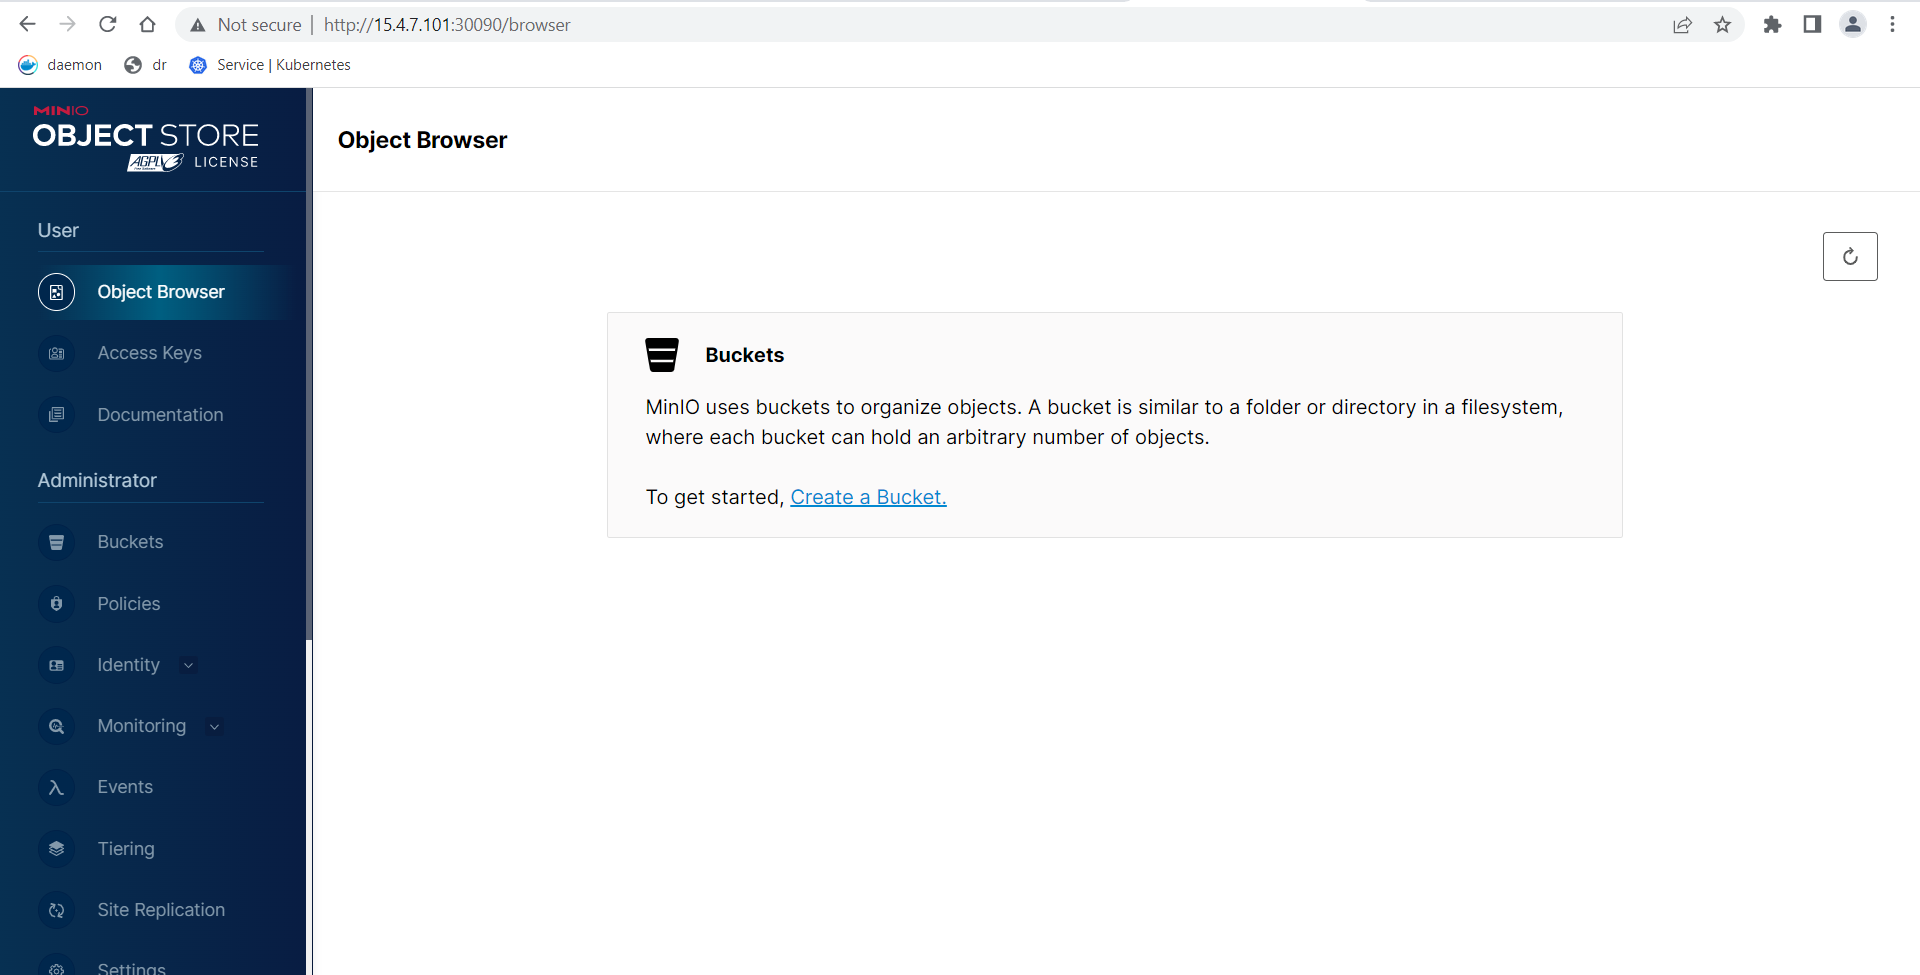 Not secure | http://15.4.7.101:30090/browser
daemon dr Service | Kubernetes
MINIO
OBJECT STORE
AGPL v3 LICENSE
Object Browser
User
Object Browser
Access Keys
Documentation
Administrator
Buckets
Policies
Identity
Monitoring
Events
Tiering
Site Replication
Settings
Buckets
MinIO uses buckets to organize objects. A bucket is similar to a folder or directory in a filesystem,
where each bucket can hold an arbitrary number of objects.
To get started, Create a Bucket.